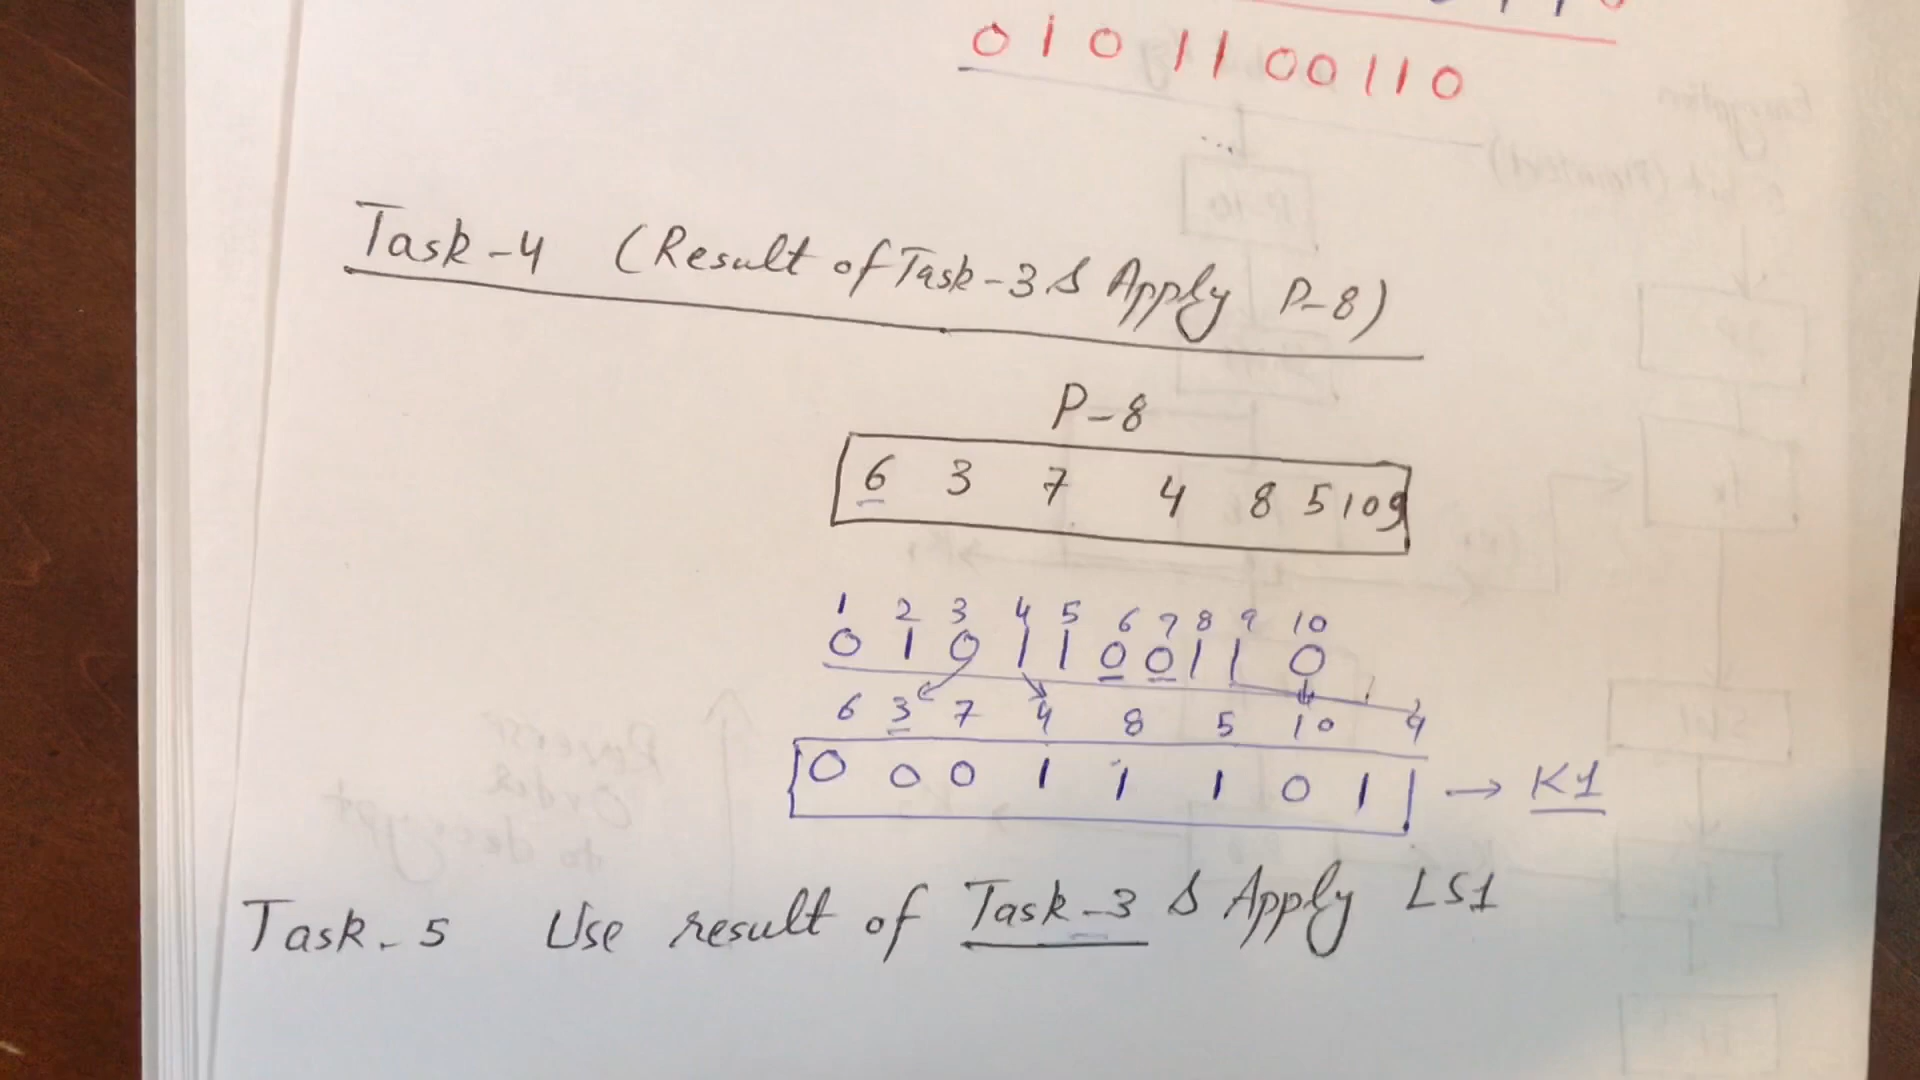 0 1 0 1 1 0 0 1 1 0
Task-4 (Result of Task-3 & Apply P-8)
P-8
6 3 7 4 8 5 10 9
1 2 3 4 5 6 7 8 9 10
0 1 0 1 1 0 0 1 1 0
6 3 7 4 8 5 10 9
0 0 0 1 1 1 0 1 → K1
Task-5 Use result of Task-3 & Apply LS1